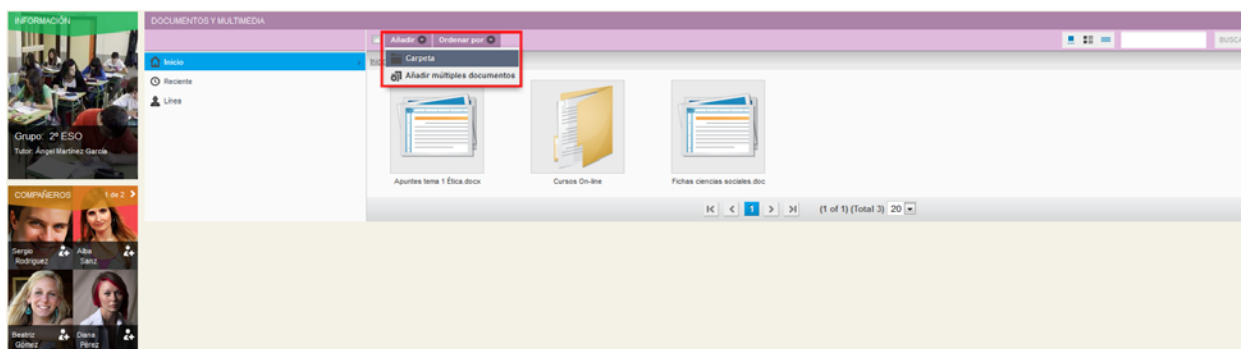 INFORMACIÓN
Grupo: 2º ESO
Tutor: Ángel Martínez García
COMPAÑEROS 1 de 2
Sergio
Rodriguez
Alba
Sanz
Beatriz
Gómez
Diana
Pérez
DOCUMENTOS Y MULTIMEDIA
Inicio
Reciente
Línea
Añadir Ordenar por
Carpeta
Añadir múltiples documentos
Apuntes tema 1 Ética.docx
Cursos On-line
Fichas ciencias sociales.doc
1 (1 of 1) (Total 3) 20